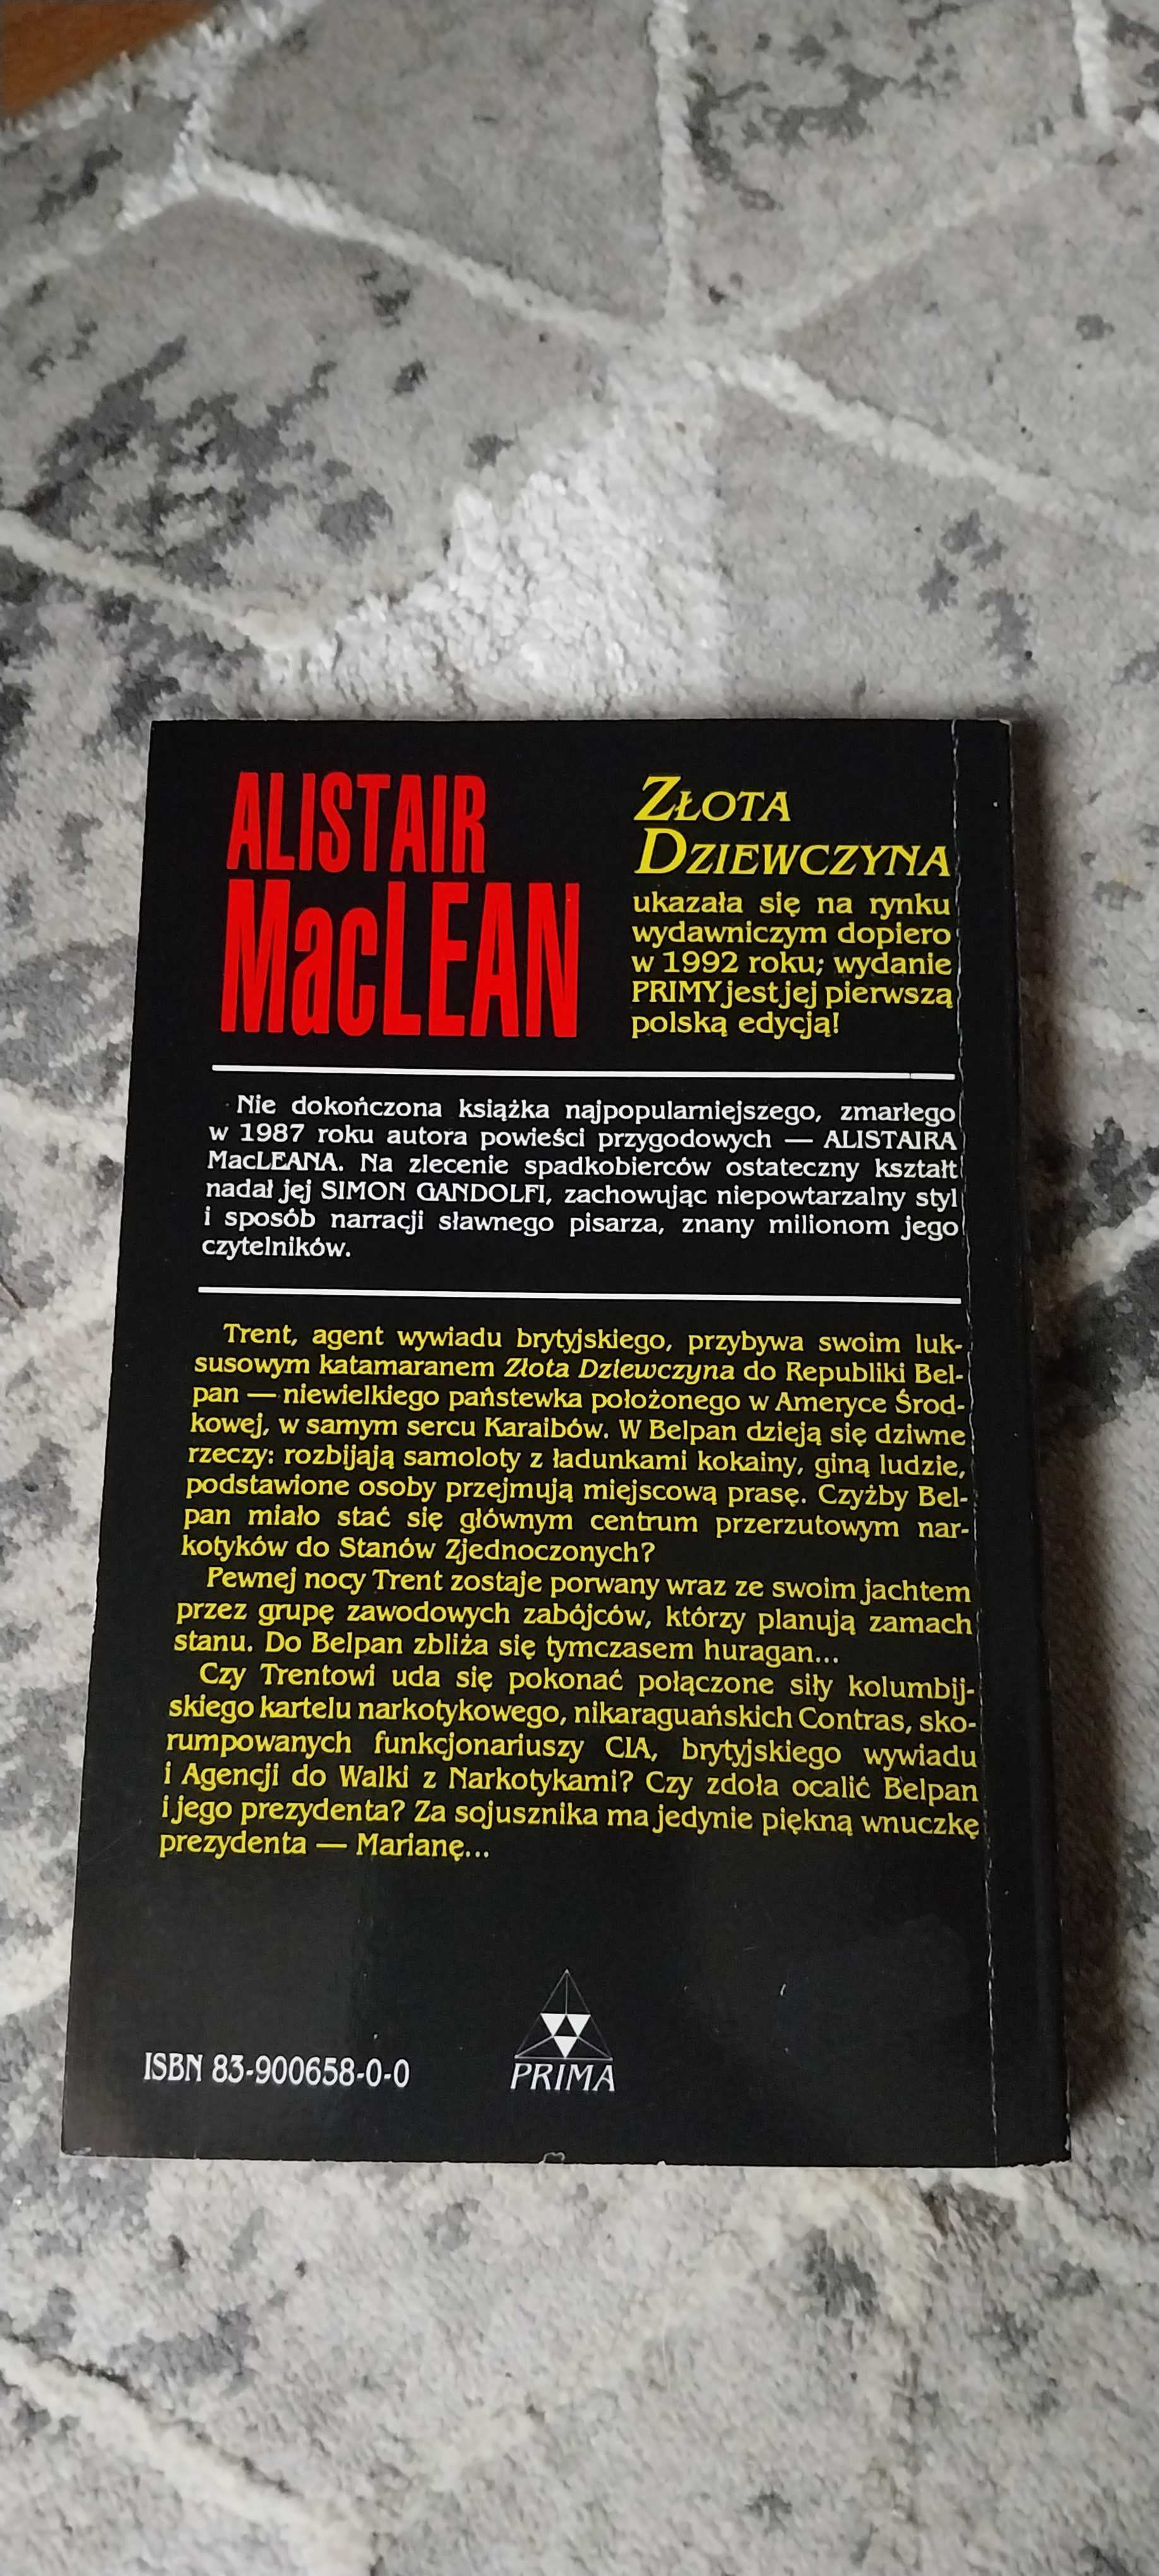 ALISTAIR
MacLEAN
ZŁOTA
DZIEWCZYNA
ukazała się na rynku
wydawniczym dopiero
w 1992 roku; wydanie
PRIMY jest jej pierwszą
polską edycją!
Nie dokończona książka najpopularniejszego, zmarłego
w 1987 roku autora powieści przygodowych — ALISTAIRA
MacLEANA. Na zlecenie spadkobierców ostateczny kształt
nadał jej SIMON GANDOLFI, zachowując niepowtarzalny styl
i sposób narracji sławnego pisarza, znany milionom jego
czytelników.
Trent, agent wywiadu brytyjskiego, przybywa swoim luk-
susowym katamaranem Złota Dziewczyna do Republiki Bel-
pan — niewielkiego państewka położonego w Ameryce Środ-
kowej, w samym sercu Karaibów. W Belpan dzieją się dziwne
rzeczy: rozbijają samoloty z ładunkami kokainy, giną ludzie,
podstawione osoby przejmują miejscową prasę. Czyżby Bel-
pan miało stać się głównym centrum przerzutowym nar-
kotyków do Stanów Zjednoczonych?
Pewnej nocy Trent zostaje porwany wraz ze swoim jachtem
przez grupę zawodowych zabójców, którzy planują zamach
stanu. Do Belpan zbliża się tymczasem huragan...
Czy Trentowi uda się pokonać połączone siły kolumbij-
skiego kartelu narkotykowego, nikaraguańskich Contras, sko-
rumpowanych funkcjonariuszy CIA, brytyjskiego wywiadu
i Agencji do Walki z Narkotykami? Czy zdoła ocalić Belpan
i jego prezydenta? Za sojusznika ma jedynie piękną wnuczkę
prezydenta — Marianę...
ISBN 83-900658-0-0
PRIMA